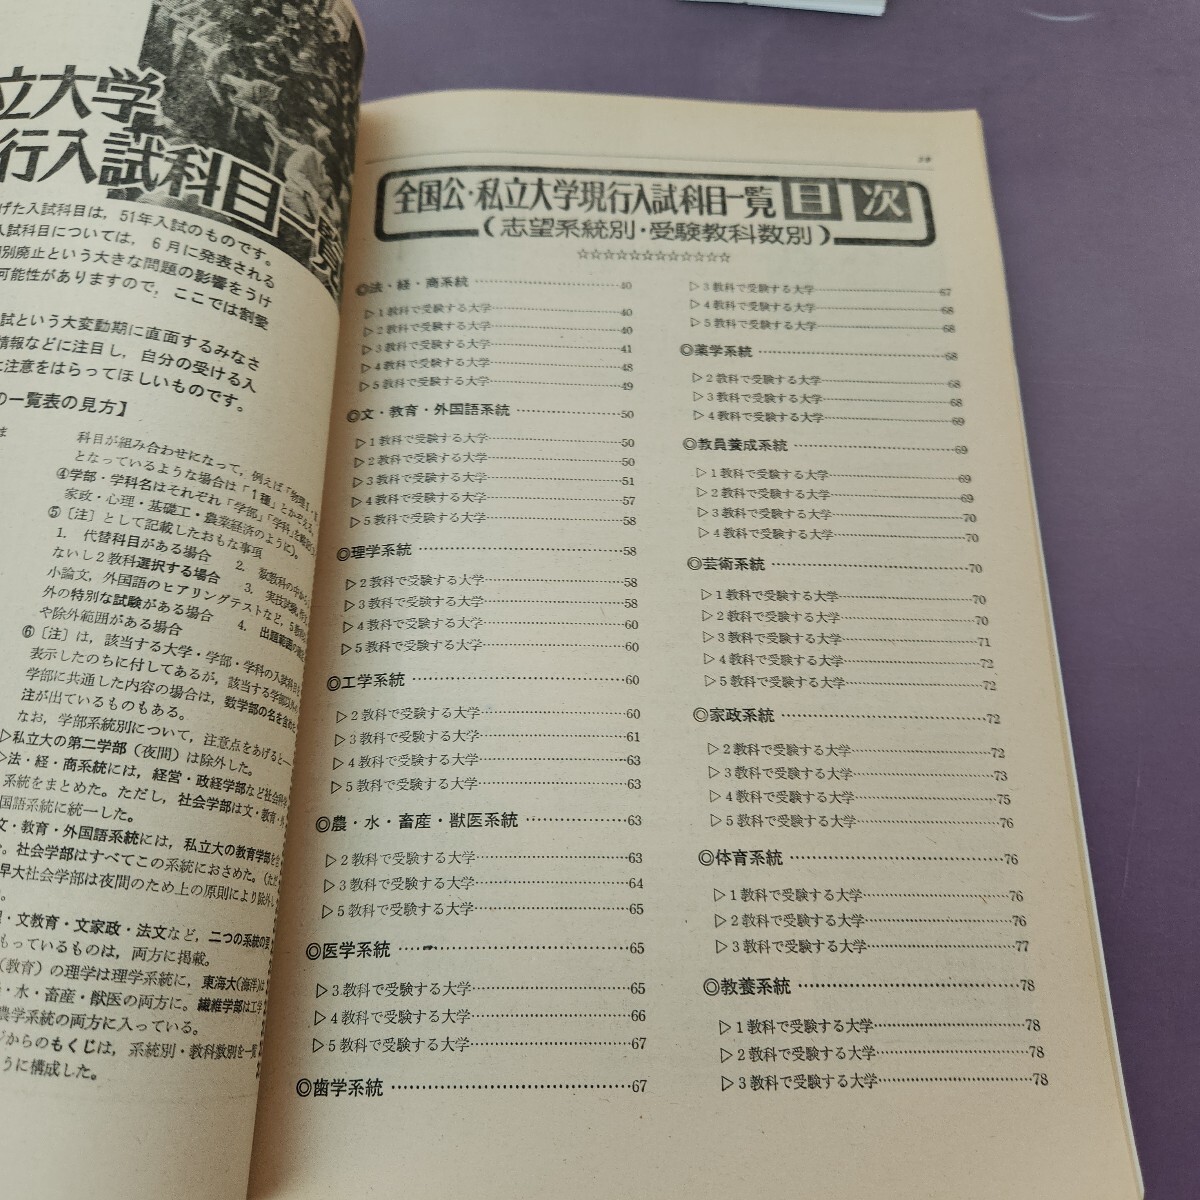 立大学
行入試科目一覧
げた入試科目は，51年入試のものです。
入試科目については，6月に発表される
別廃止という大きな問題の影響をうけ
可能性がありますので，ここでは割愛
試という大変動期に直面するみなさ
情報などに注目し，自分の受ける入
に注意をはらってほしいものです。
の一覧表の見方】
科目が組み合わせになって，例えば「物理Ⅱ
となっているような場合は「1種」とかぞえる。
④学部・学科名はそれぞれ「学部」「学科」を
家政・心理・基礎工・農業経済のように)。
⑤〔注〕として記載したおもな事項
1. 代替科目がある場合 2.
ないし2教科選択する場合 3.
小論文，外国語のヒアリングテストなど，5
外の特別な試験がある場合 4. 出題範囲の
や除外範囲がある場合
⑥〔注〕は，該当する大学・学部・学科の入試科目を
表示したのちに付してあるが，該当する学部
学部に共通した内容の場合は，数学部の名を含めた
注が出ているものもある。
なお，学部系統別について，注意点をあげると―
▷私立大の第二学部（夜間）は除外した。
▷法・経・商系統には，経営・政経学部など社会科学
系統をまとめた。ただし，社会学部は文・教育・外
国語系統に統一した。
文・教育・外国語系統には，私立大の教育学部を含
。社会学部はすべてこの系統におさめた。(ただ
早大社会学部は夜間のため上の原則により除外し
。
・文教育・文家政・法文など，二つの系統の
もっているものは，両方に掲載。
(教育)の理学は理学系統に，東海大(海洋)は
・水・畜産・獣医の両方に。繊維学部は工学
農学系統の両方に入っている。
からのもくじは，系統別・教科数別を一覧
うに構成した。
全国公・私立大学現行入試科目一覧 目次
(志望系統別・受験教科数別)
☆☆☆☆☆☆☆☆☆☆☆☆
◎法・経・商系統……40
▷1教科で受験する大学……40
▷2教科で受験する大学……40
▷3教科で受験する大学……41
▷4教科で受験する大学……48
▷5教科で受験する大学……49
◎文・教育・外国語系統……50
▷1教科で受験する大学……50
▷2教科で受験する大学……50
▷3教科で受験する大学……51
▷4教科で受験する大学……57
▷5教科で受験する大学……58
◎理学系統……58
▷2教科で受験する大学……58
▷3教科で受験する大学……58
▷4教科で受験する大学……60
▷5教科で受験する大学……60
◎工学系統……60
▷2教科で受験する大学……60
▷3教科で受験する大学……61
▷4教科で受験する大学……63
▷5教科で受験する大学……63
◎農・水・畜産・獣医系統……63
▷2教科で受験する大学……63
▷3教科で受験する大学……64
▷5教科で受験する大学……65
◎医学系統……65
▷3教科で受験する大学……65
▷4教科で受験する大学……66
▷5教科で受験する大学……67
◎歯学系統……67
▷3教科で受験する大学……67
▷4教科で受験する大学……68
▷5教科で受験する大学……68
◎薬学系統……68
▷2教科で受験する大学……68
▷3教科で受験する大学……68
▷4教科で受験する大学……69
◎教員養成系統……69
▷1教科で受験する大学……69
▷2教科で受験する大学……69
▷3教科で受験する大学……70
▷4教科で受験する大学……70
◎芸術系統……70
▷1教科で受験する大学……70
▷2教科で受験する大学……70
▷3教科で受験する大学……71
▷4教科で受験する大学……72
▷5教科で受験する大学……72
◎家政系統……72
▷2教科で受験する大学……72
▷3教科で受験する大学……73
▷4教科で受験する大学……75
▷5教科で受験する大学……76
◎体育系統……76
▷1教科で受験する大学……76
▷2教科で受験する大学……76
▷3教科で受験する大学……77
◎教養系統……78
▷1教科で受験する大学……78
▷2教科で受験する大学……78
▷3教科で受験する大学……78